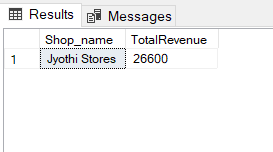 Results Messages
Shop_name TotalRevenue
1 Jyothi Stores 26600